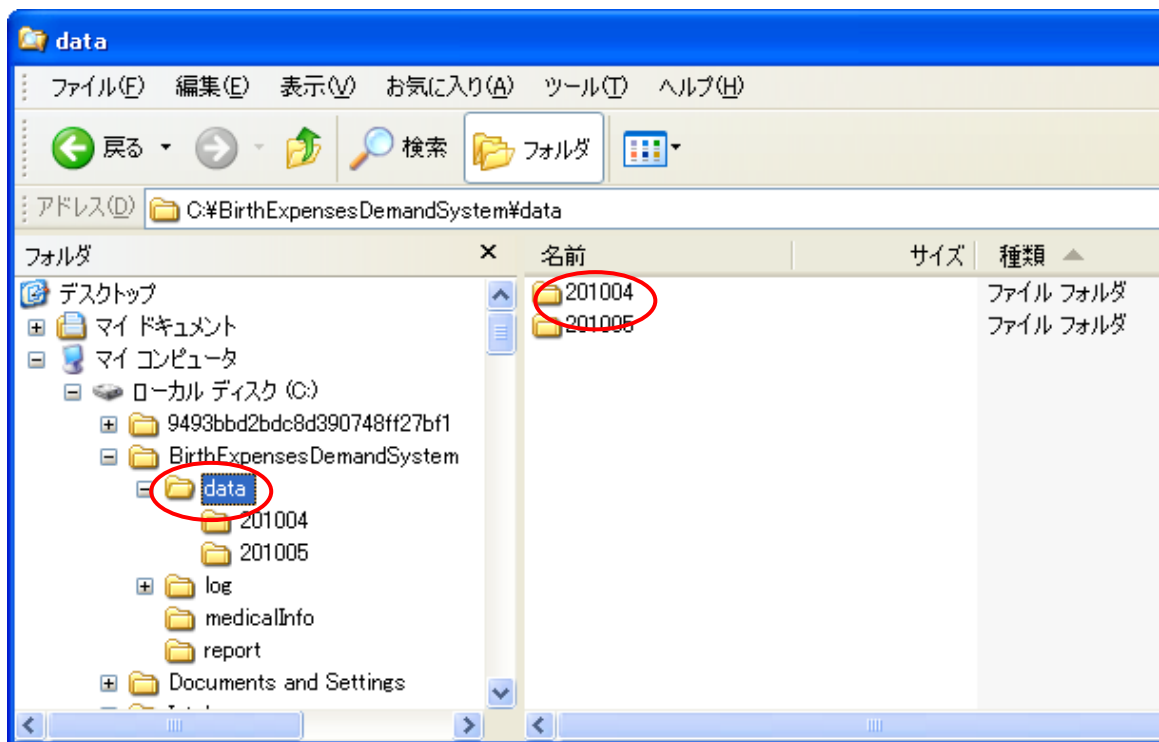 data
ファイル(F) 編集(E) 表示(V) お気に入り(A) ツール(T) ヘルプ(H)
戻る 検索 フォルダ
アドレス(D) C:¥BirthExpensesDemandSystem¥data
フォルダ × 名前 サイズ 種類
デスクトップ
マイ ドキュメント
マイ コンピュータ
ローカル ディスク (C:)
9493bbd2bdc8d390748ff27bf1
BirthExpensesDemandSystem
data
201004
201005
log
medicalInfo
report
Documents and Settings
201004 ファイル フォルダ
201005 ファイル フォルダ